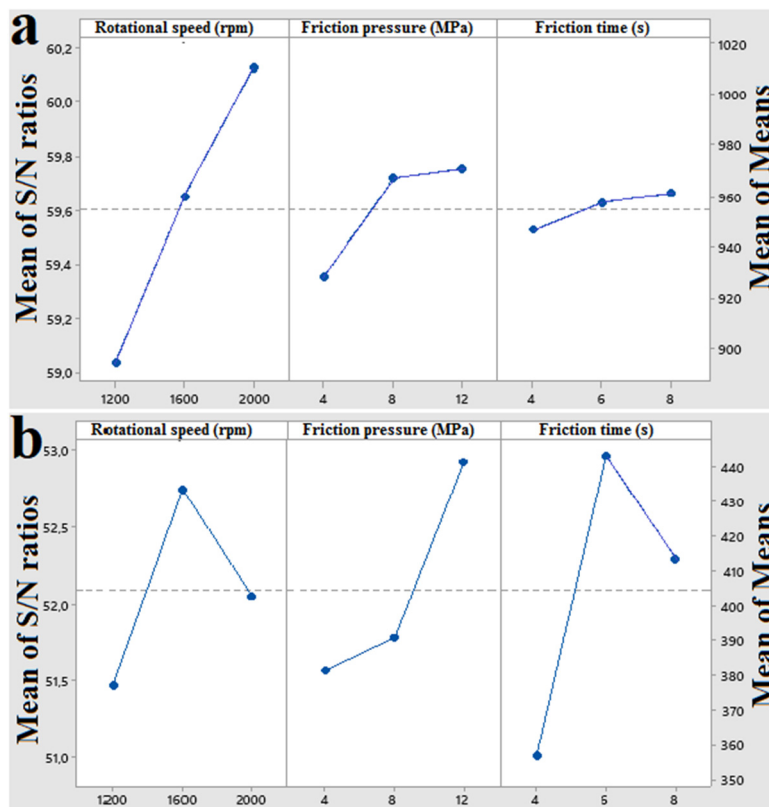 a
Rotational speed (rpm) Friction pressure (MPa) Friction time (s)
Mean of S/N ratios
60,2
60,0
59,8
59,6
59,4
59,2
59,0
1020
1000
980
960
940
920
900
Mean of Means
1200 1600 2000 4 8 12 4 6 8
b
Rotational speed (rpm) Friction pressure (MPa) Friction time (s)
Mean of S/N ratios
53,0
52,5
52,0
51,5
51,0
440
430
420
410
400
390
380
370
360
350
Mean of Means
1200 1600 2000 4 8 12 4 6 8